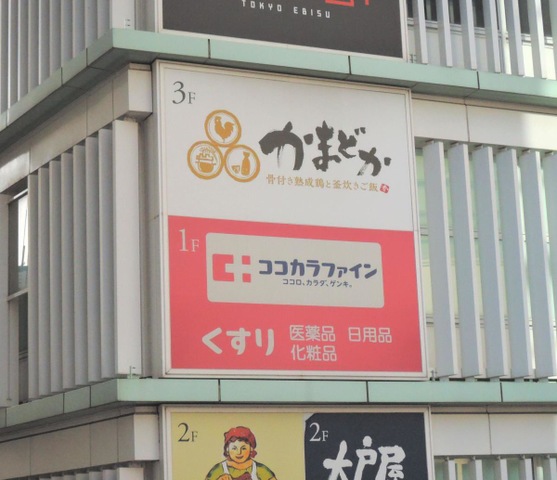 TOKYO EBISU
3F
かまどか
骨付き熟成鶏と釜炊きご飯
1F
ココカラファイン
ココロ、カラダ、ゲンキ。
くすり 医薬品 日用品
化粧品
2F
2F
大戸屋